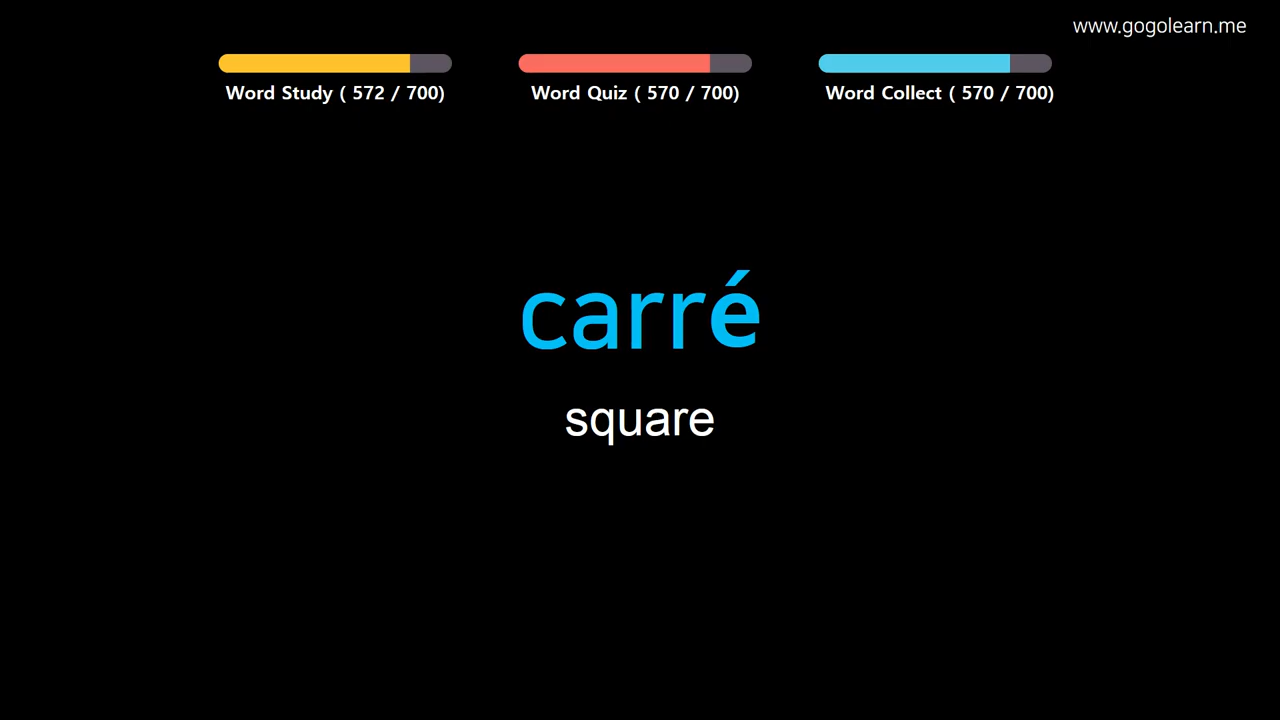 www.gogolearn.me
Word Study ( 572 / 700)
Word Quiz ( 570 / 700)
Word Collect ( 570 / 700)
carré
square